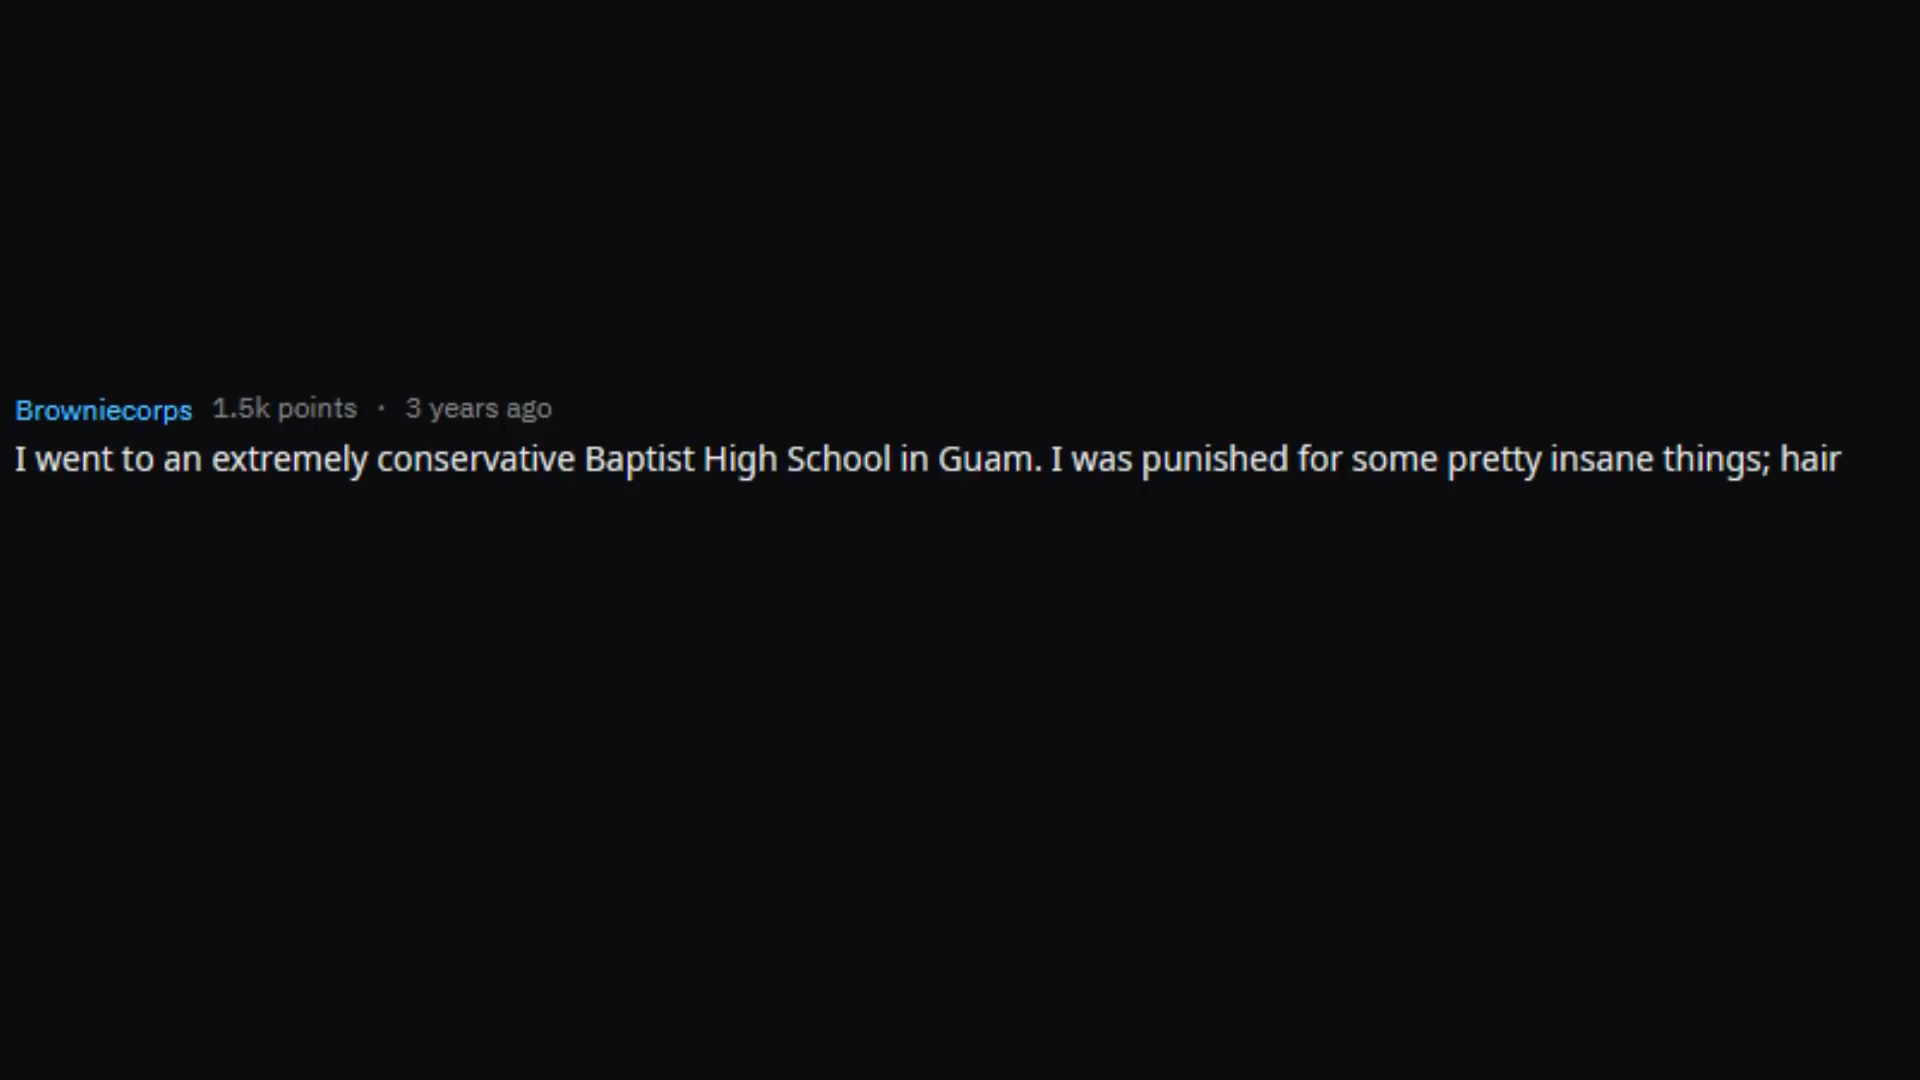 Browniecorps 1.5k points · 3 years ago
I went to an extremely conservative Baptist High School in Guam. I was punished for some pretty insane things; hair